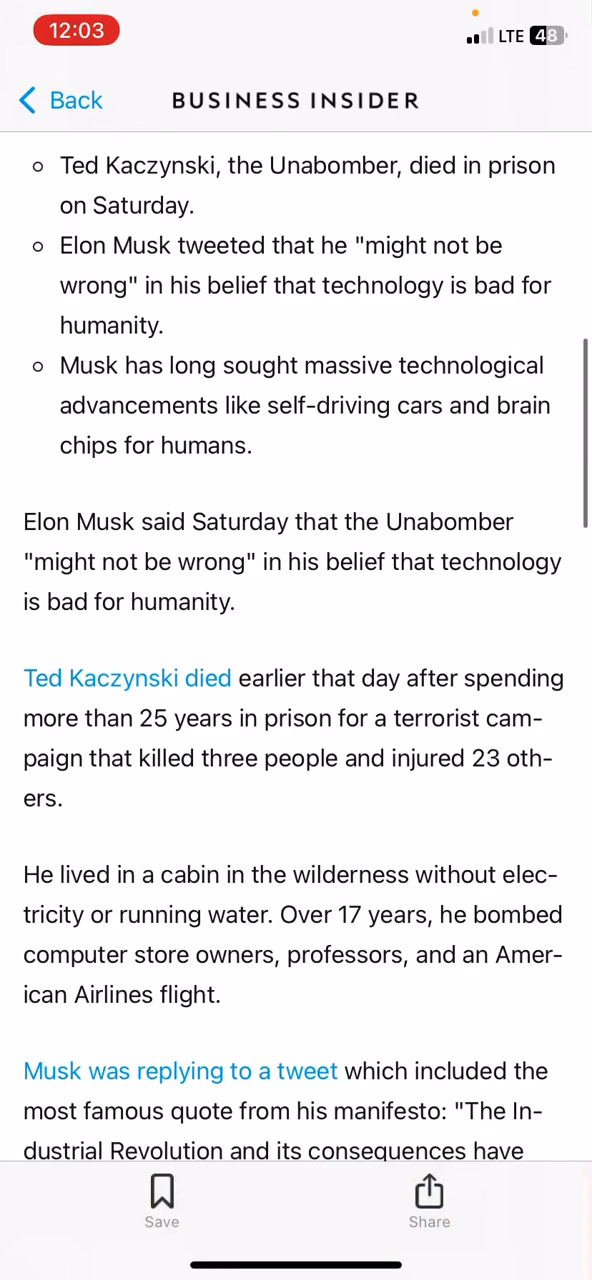 12:03
LTE 48
Back
BUSINESS INSIDER
Ted Kaczynski, the Unabomber, died in prison
on Saturday.
Elon Musk tweeted that he "might not be
wrong" in his belief that technology is bad for
humanity.
Musk has long sought massive technological
advancements like self-driving cars and brain
chips for humans.
Elon Musk said Saturday that the Unabomber
"might not be wrong" in his belief that technology
is bad for humanity.
Ted Kaczynski died earlier that day after spending
more than 25 years in prison for a terrorist cam-
paign that killed three people and injured 23 oth-
ers.
He lived in a cabin in the wilderness without elec-
tricity or running water. Over 17 years, he bombed
computer store owners, professors, and an Amer-
ican Airlines flight.
Musk was replying to a tweet which included the
most famous quote from his manifesto: "The In-
dustrial Revolution and its consequences have
Save
Share